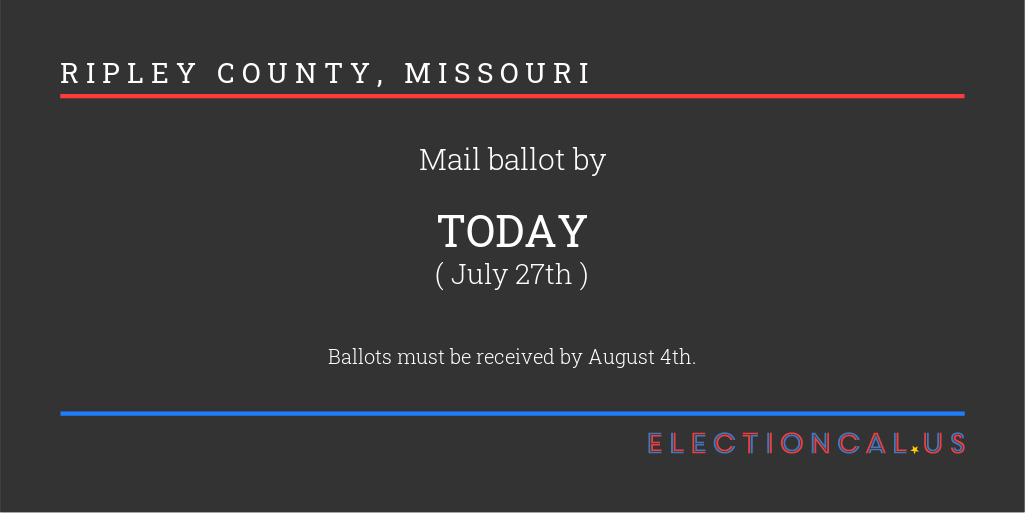 RIPLEY COUNTY, MISSOURI
Mail ballot by
TODAY
( July 27th )
Ballots must be received by August 4th.
ELECTIONCAL.US